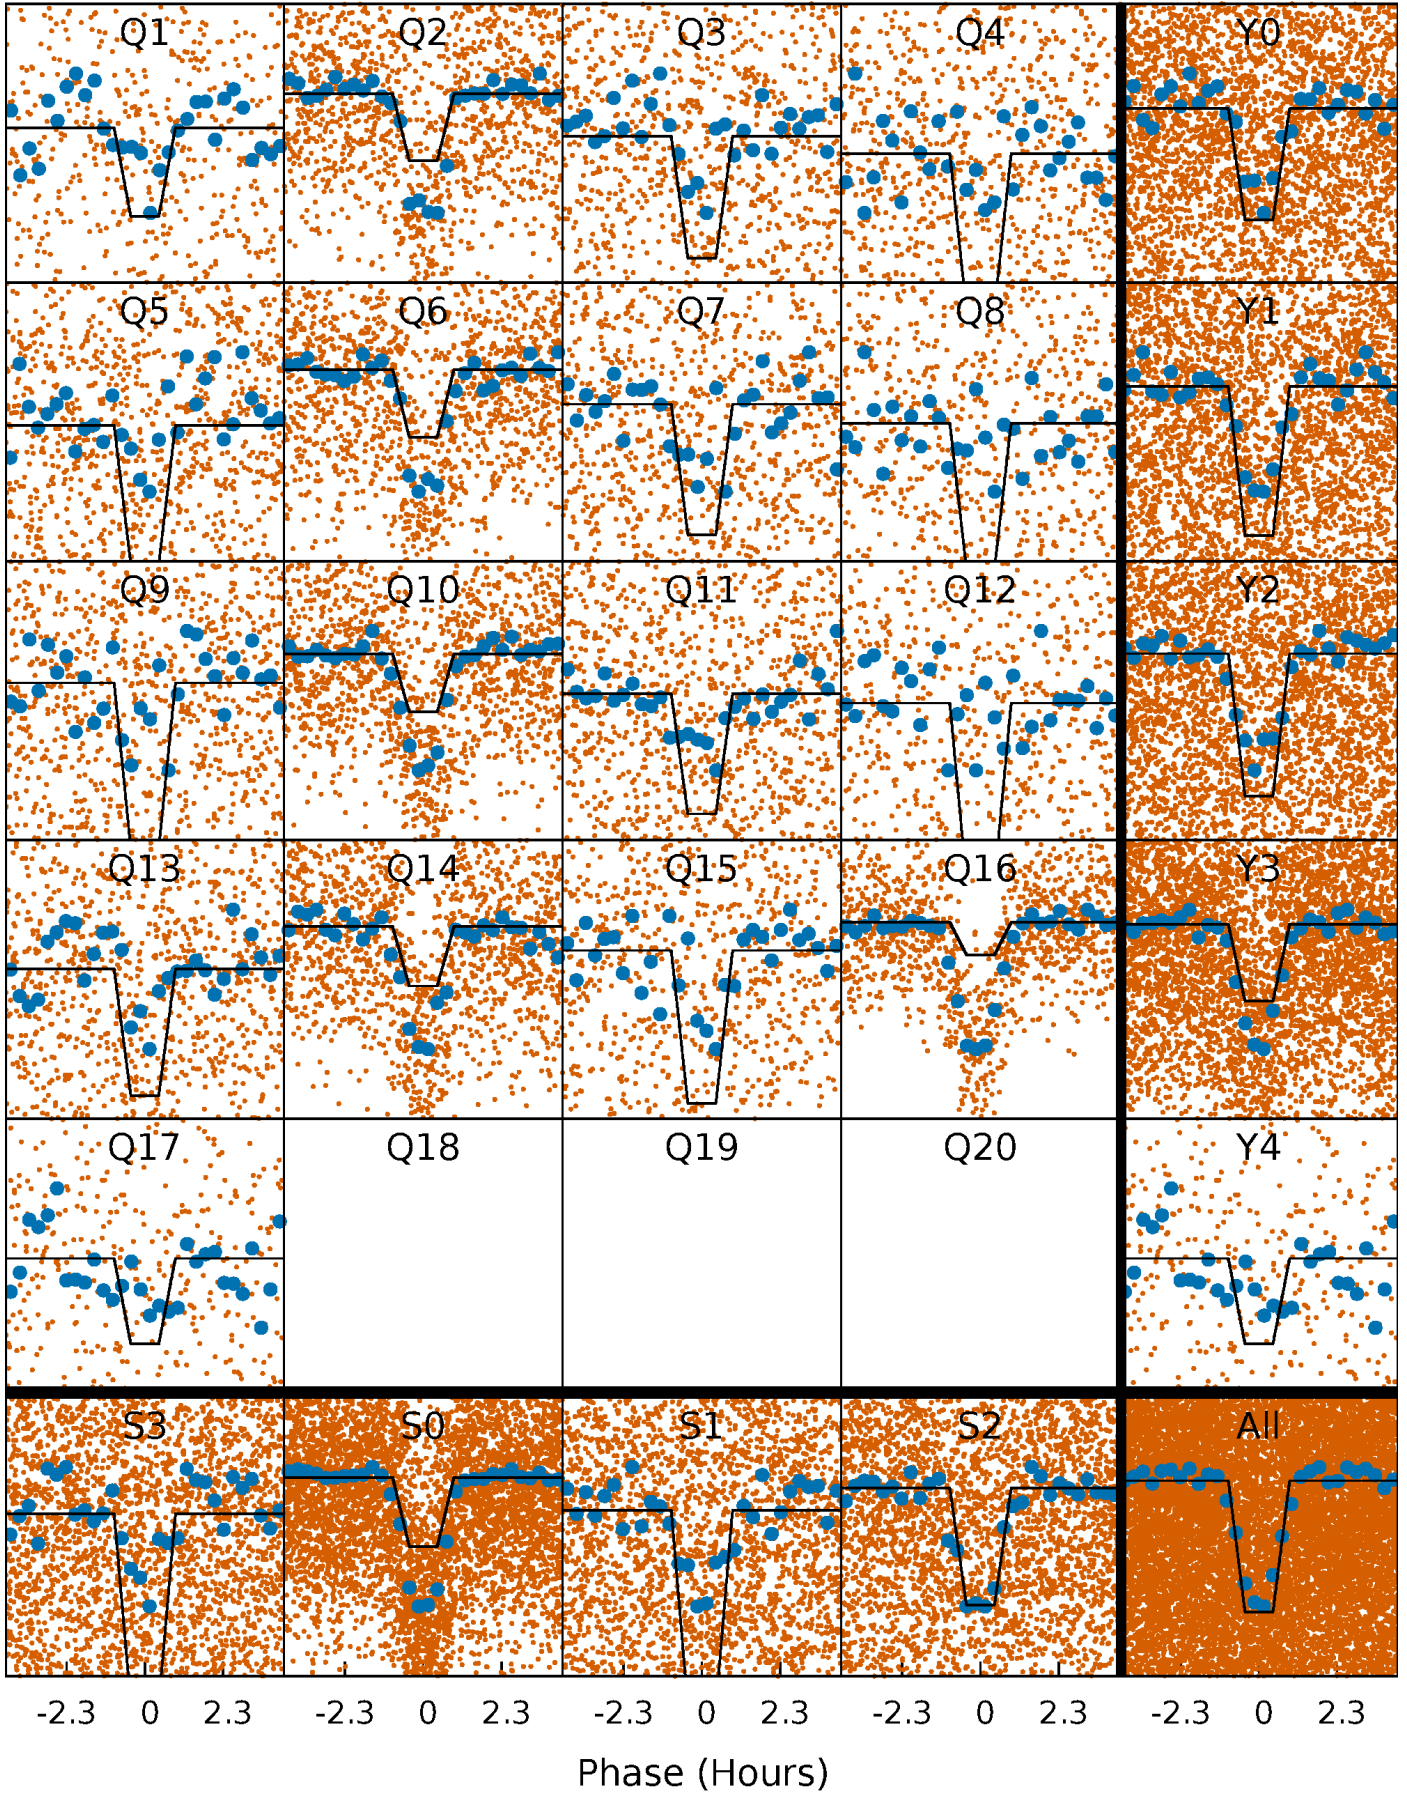 Q1 Q2 Q3 Q4 Y0
Q5 Q6 Q7 Q8 Y1
Q9 Q10 Q11 Q12 Y2
Q13 Q14 Q15 Q16 Y3
Q17 Q18 Q19 Q20 Y4
S3 S0 S1 S2 All
-2.3 0 2.3 -2.3 0 2.3 -2.3 0 2.3 -2.3 0 2.3 -2.3 0 2.3
Phase (Hours)